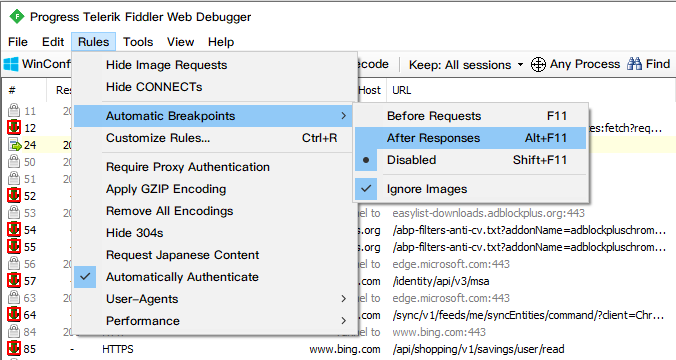 Progress Telerik Fiddler Web Debugger
File Edit Rules Tools View Help
WinConf ecode Keep: All sessions Any Process Find
# Res Host URL
Hide Image Requests
Hide CONNECTs
Automatic Breakpoints
Customize Rules... Ctrl+R
Require Proxy Authentication
Apply GZIP Encoding
Remove All Encodings
Hide 304s
Request Japanese Content
Automatically Authenticate
User-Agents
Performance
Before Requests F11
After Responses Alt+F11
Disabled Shift+F11
Ignore Images
11 20
12 - es:fetch?req...
24 20
50 20
51 20
52 -
53 20 nel to easylist-downloads.adblockplus.org:443
54 - s.org /abp-filters-anti-cv.txt?addonName=adblockpluschrom...
55 - s.org /abp-filters-anti-cv.txt?addonName=adblockpluschrom...
56 20 nel to edge.microsoft.com:443
57 - .com /identity/api/v3/msa
60 20 nel to edge.microsoft.com:443
64 - .com /sync/v1/feeds/me/syncEntities/command/?client=Chr...
84 20 nel to www.bing.com:443
85 - HTTPS www.bing.com /api/shopping/v1/savings/user/read